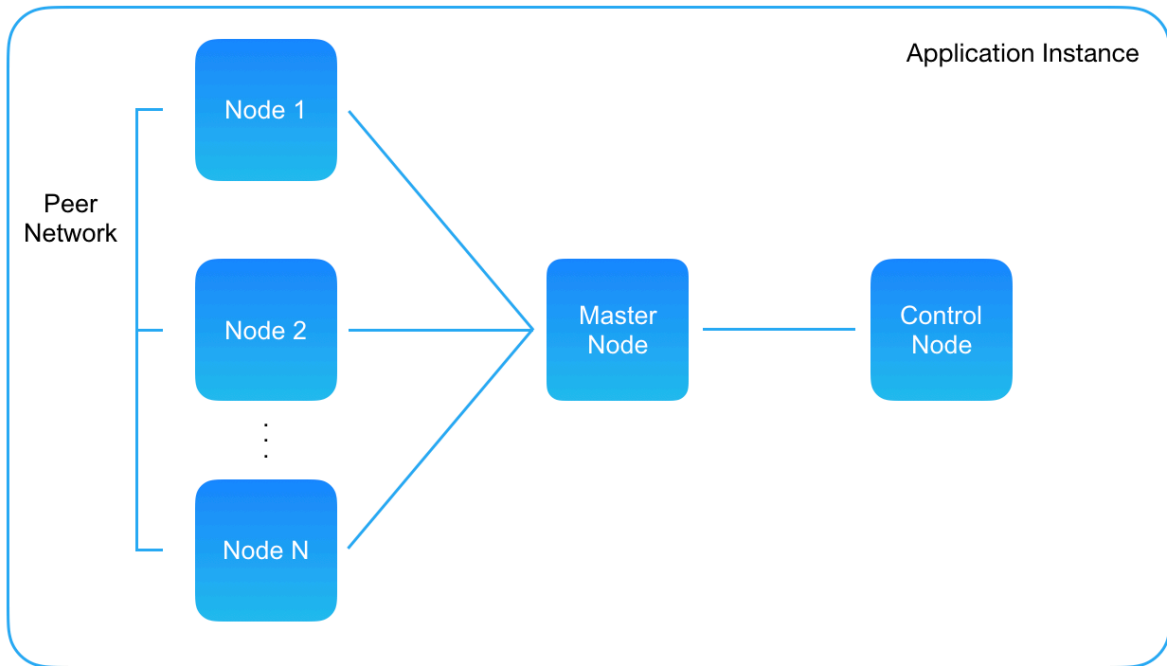 Application Instance
Node 1
Peer
Network
Node 2
Master
Node
Control
Node
Node N